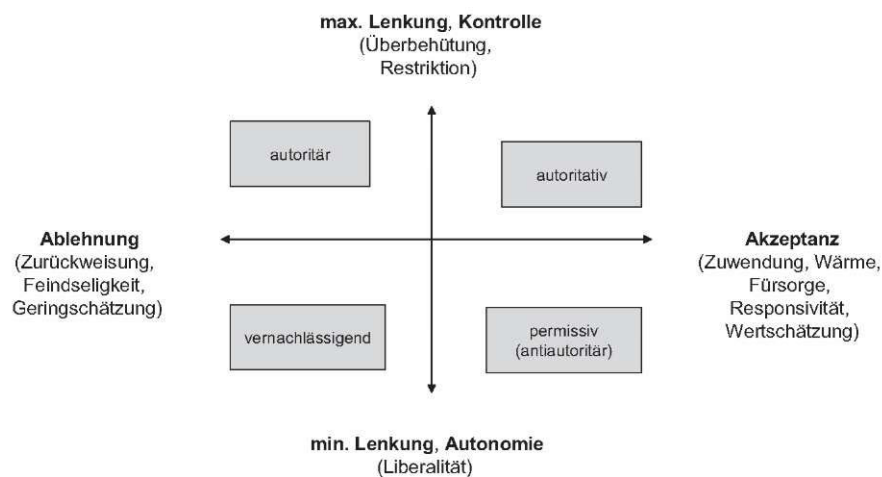 max. Lenkung, Kontrolle
(Überbehütung,
Restriktion)
autoritär
autoritativ
Ablehnung
(Zurückweisung,
Feindseligkeit,
Geringschätzung)
Akzeptanz
(Zuwendung, Wärme,
Fürsorge,
Responsivität,
Wertschätzung)
vernachlässigend
permissiv
(antiautoritär)
min. Lenkung, Autonomie
(Liberalität)